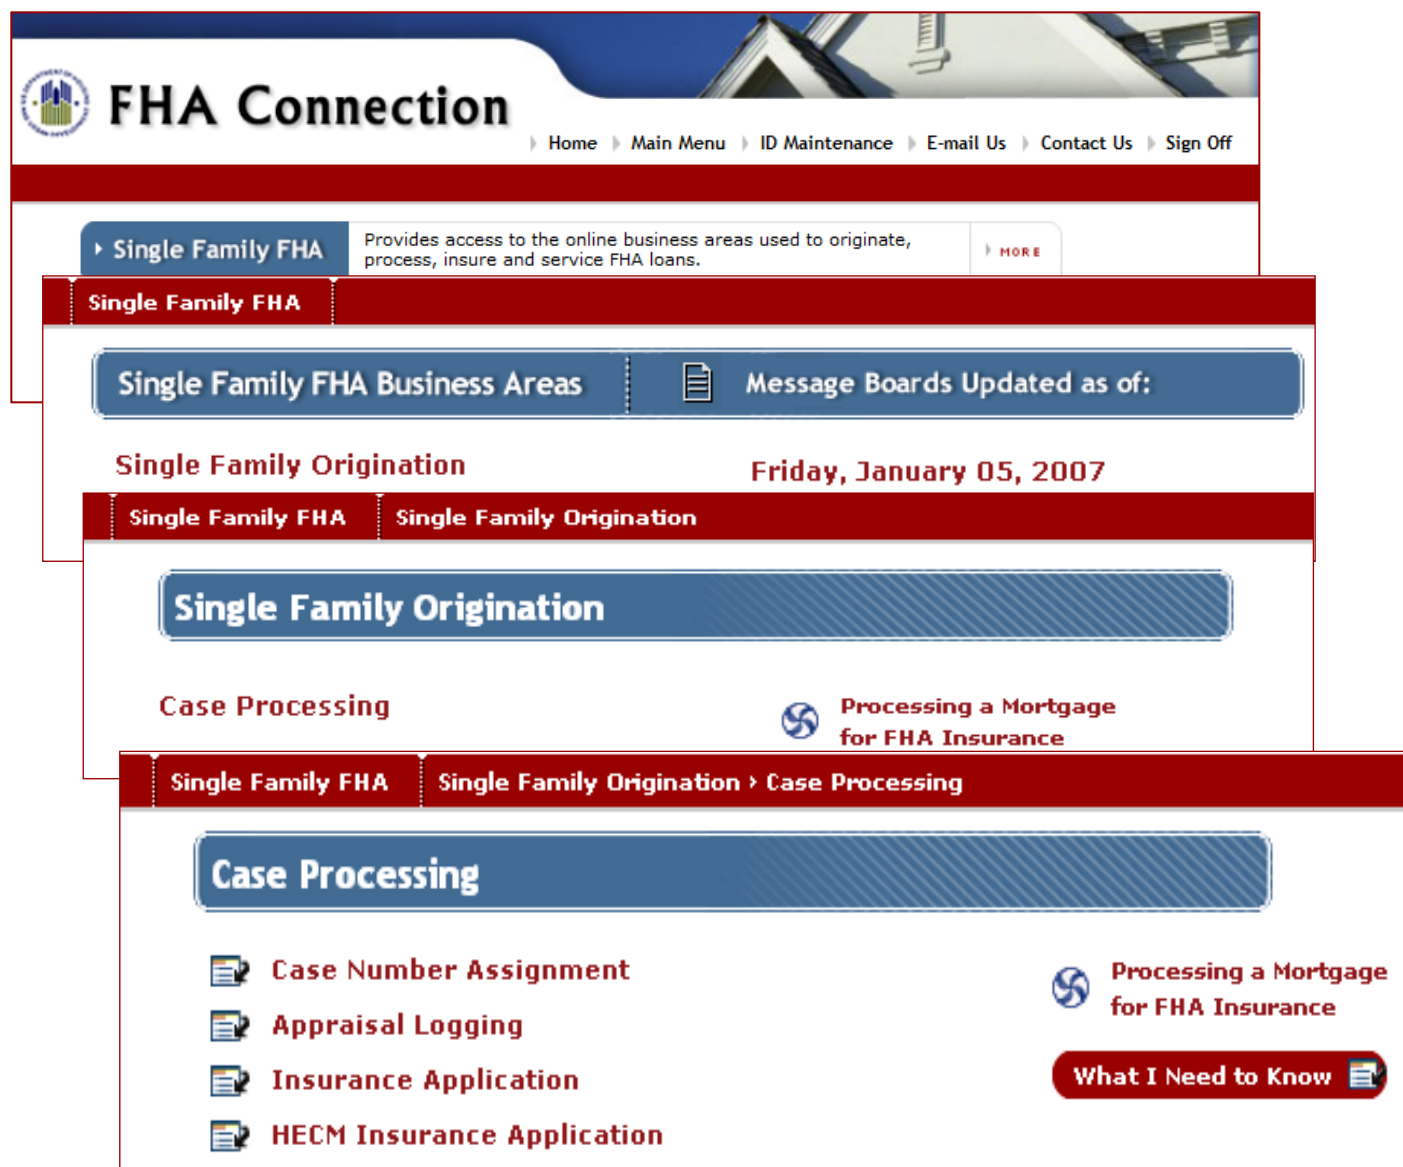 FHA Connection
Home Main Menu ID Maintenance E-mail Us Contact Us Sign Off
Single Family FHA
Provides access to the online business areas used to originate,
process, insure and service FHA loans.
MORE
Single Family FHA
Single Family FHA Business Areas Message Boards Updated as of:
Single Family Origination Friday, January 05, 2007
Single Family FHA Single Family Origination
Single Family Origination
Case Processing
Processing a Mortgage
for FHA Insurance
Single Family FHA Single Family Origination > Case Processing
Case Processing
Case Number Assignment
Appraisal Logging
Insurance Application
HECM Insurance Application
Processing a Mortgage
for FHA Insurance
What I Need to Know